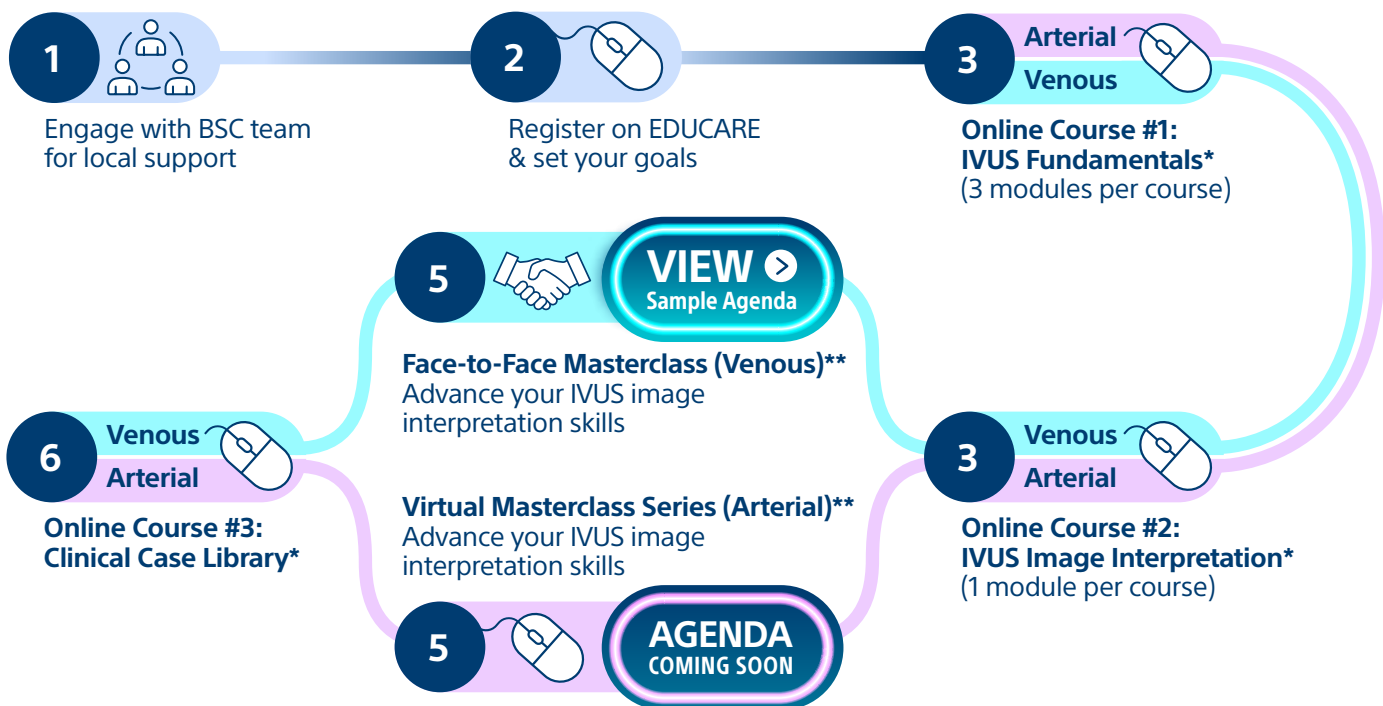 1
Engage with BSC team
for local support
2
Register on EDUCARE
& set your goals
3
Arterial
Venous
Online Course #1:
IVUS Fundamentals*
(3 modules per course)
3
Venous
Arterial
Online Course #2:
IVUS Image Interpretation*
(1 module per course)
5
VIEW
Sample Agenda
Face-to-Face Masterclass (Venous)**
Advance your IVUS image
interpretation skills
Virtual Masterclass Series (Arterial)**
Advance your IVUS image
interpretation skills
5
AGENDA
COMING SOON
6
Venous
Arterial
Online Course #3:
Clinical Case Library*